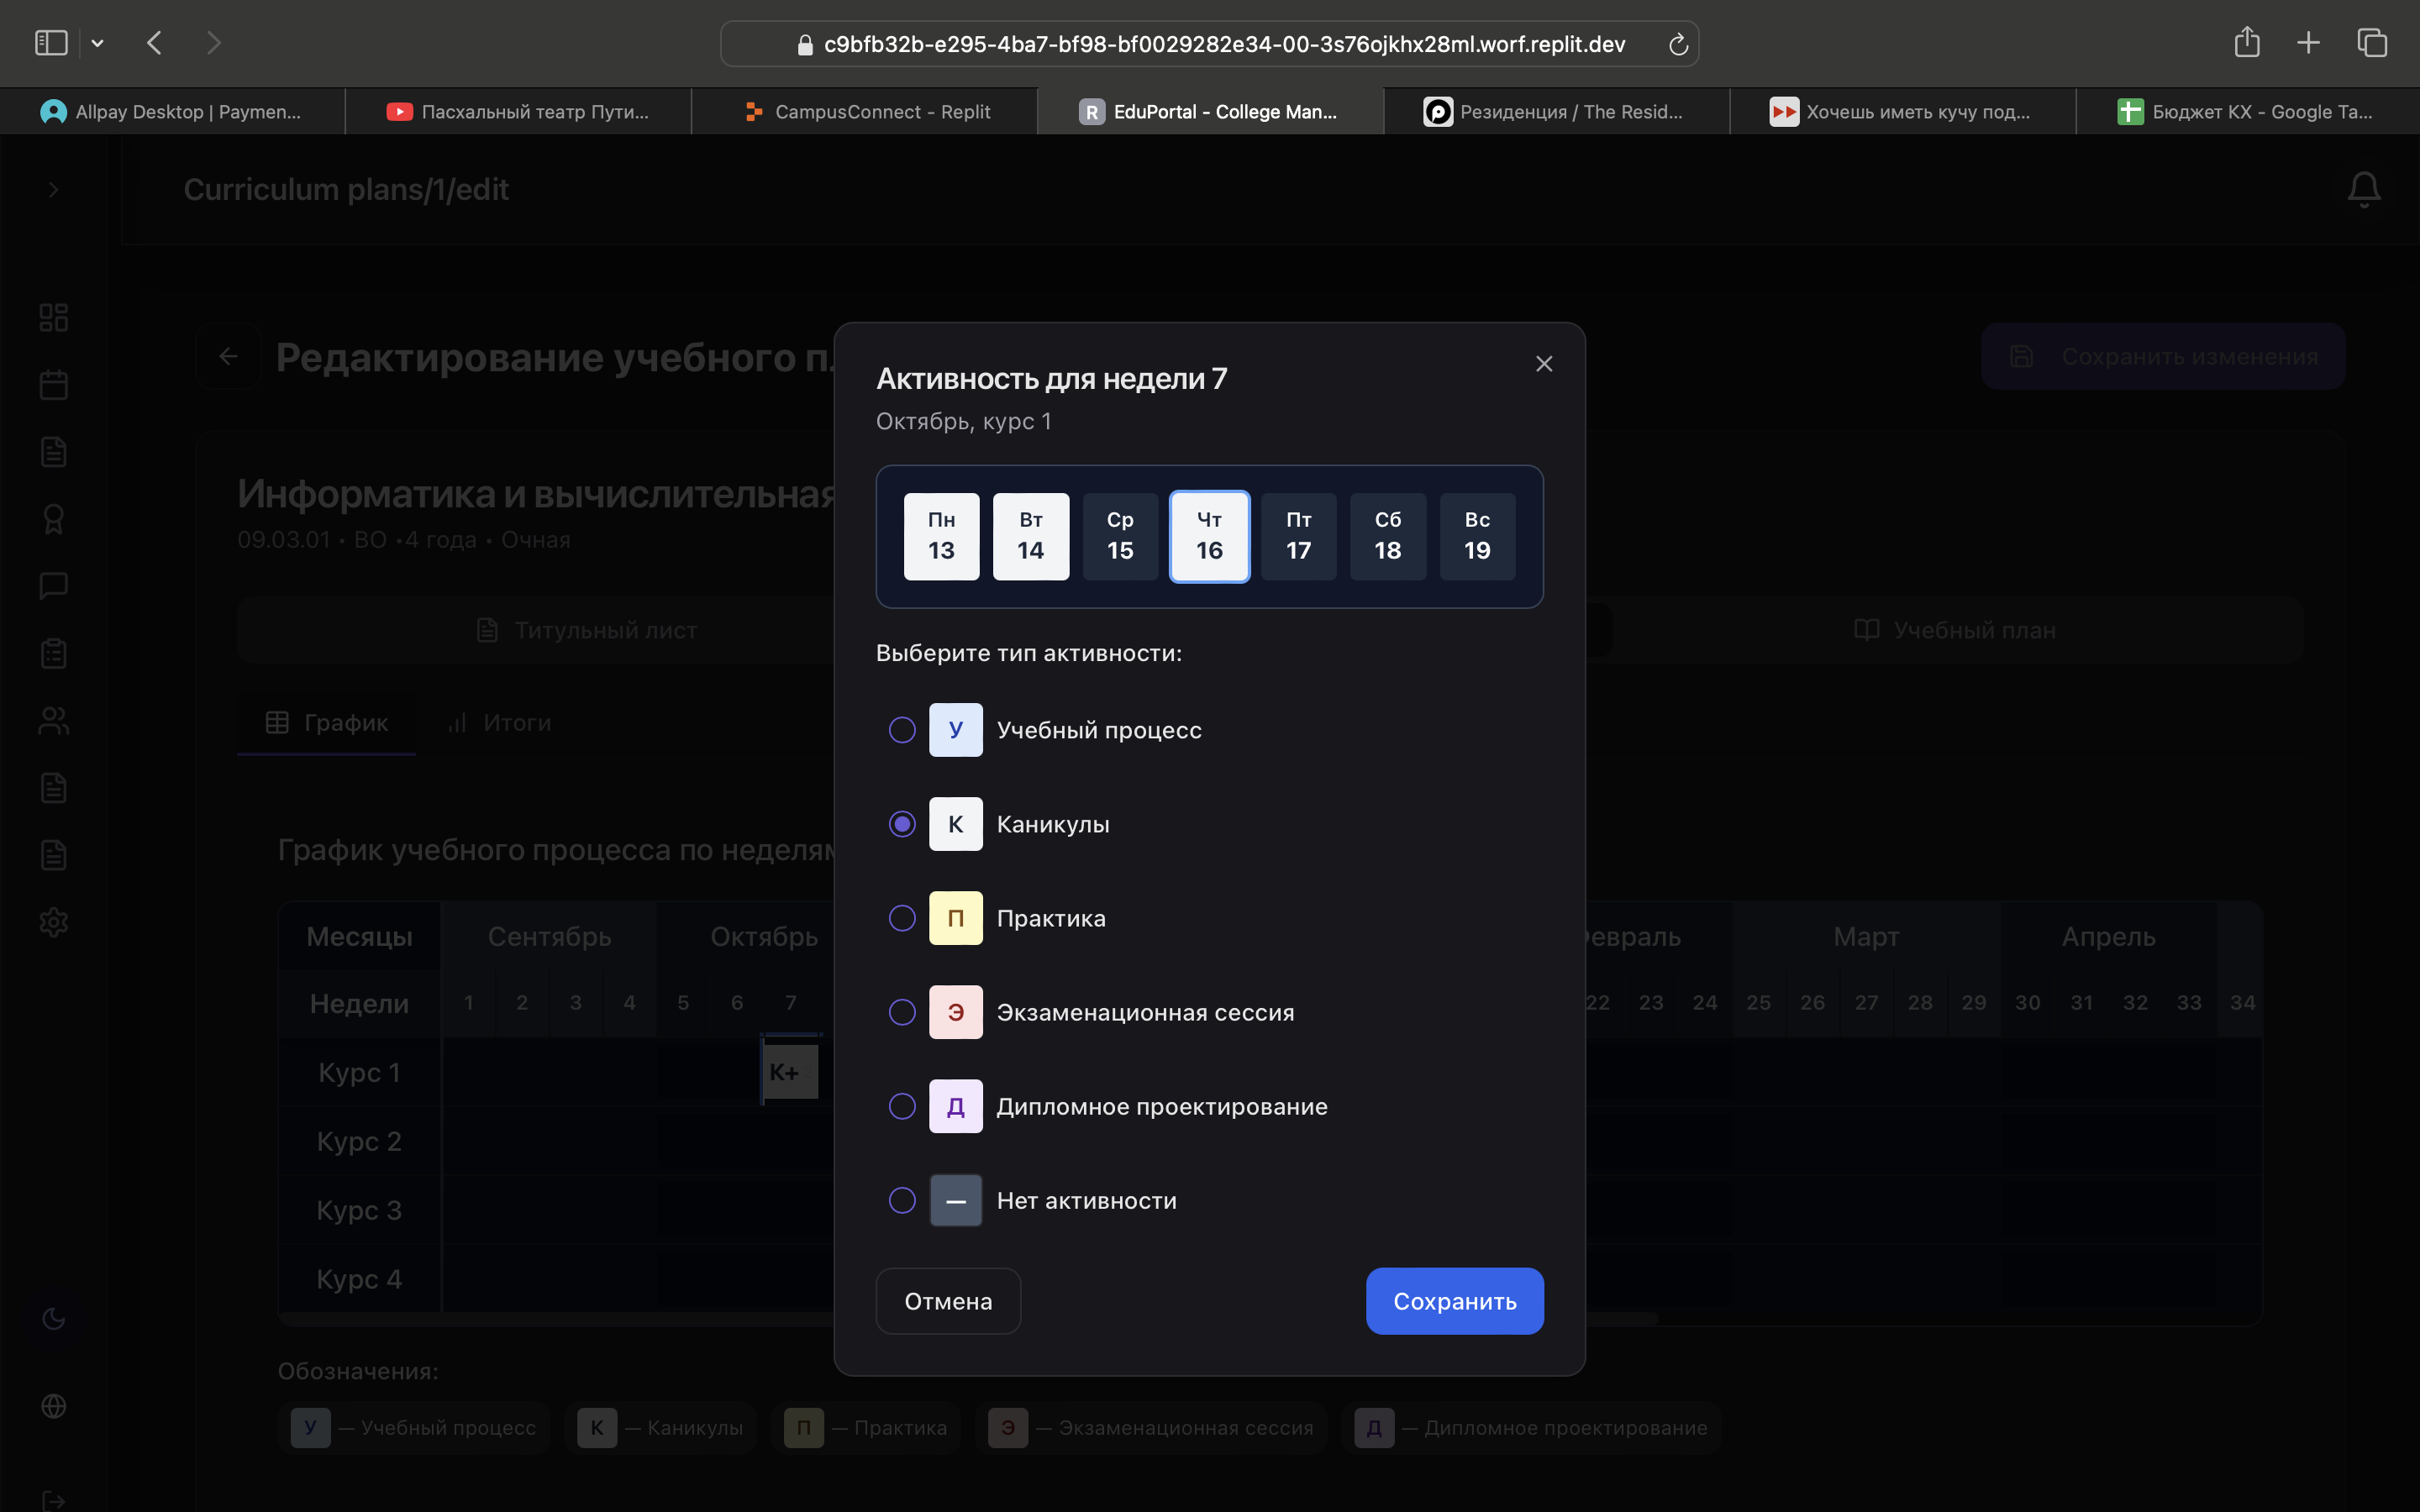 c9bfb32b-e295-4ba7-bf98-bf0029282e34-00-3s76ojkhx28ml.worf.replit.dev
Allpay Desktop | Paymen...
Пасхальный театр Пути...
CampusConnect - Replit
R
EduPortal - College Man...
Резиденция / The Resid...
Хочешь иметь кучу под...
Бюджет КХ - Google Ta...
Curriculum plans/1/edit
Редактирование учебного
Сохранить изменения
Информатика и вычислительная
09.03.01 • ВО •4 года • Очная
Титульный лист
Учебный план
График
Итоги
График учебного процесса по неделям
Месяцы Сентябрь Октябрь Февраль Март Апрель
Недели 1 2 3 4 5 6 7 22 23 24 25 26 27 28 29 30 31 32 33 34
Курс 1 К+
Курс 2
Курс 3
Курс 4
Обозначения:
У — Учебный процесс К — Каникулы П — Практика Э — Экзаменационная сессия Д — Дипломное проектирование
Активность для недели 7
Октябрь, курс 1
Пн Вт Ср Чт Пт Сб Вс
13 14 15 16 17 18 19
Выберите тип активности:
У Учебный процесс
К Каникулы
П Практика
Э Экзаменационная сессия
Д Дипломное проектирование
— Нет активности
Отмена
Сохранить